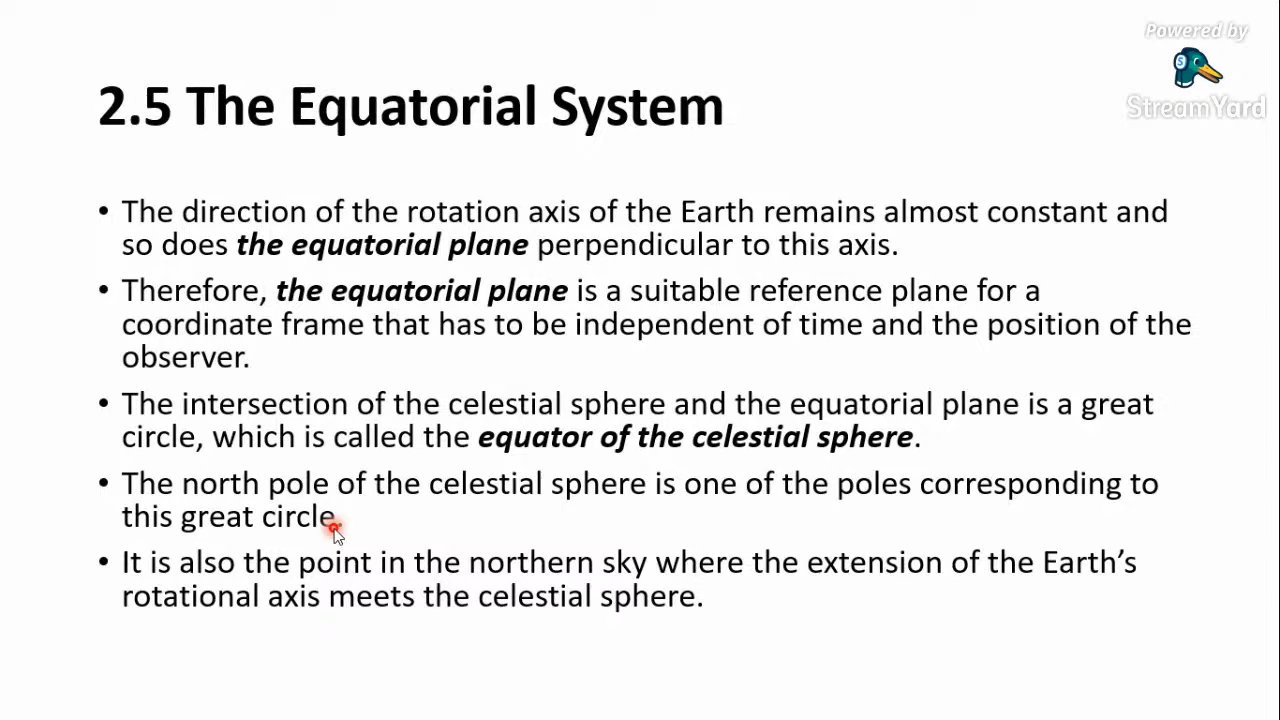 Powered by
StreamYard
2.5 The Equatorial System
• The direction of the rotation axis of the Earth remains almost constant and
so does the equatorial plane perpendicular to this axis.
• Therefore, the equatorial plane is a suitable reference plane for a
coordinate frame that has to be independent of time and the position of the
observer.
• The intersection of the celestial sphere and the equatorial plane is a great
circle, which is called the equator of the celestial sphere.
• The north pole of the celestial sphere is one of the poles corresponding to
this great circle.
• It is also the point in the northern sky where the extension of the Earth’s
rotational axis meets the celestial sphere.